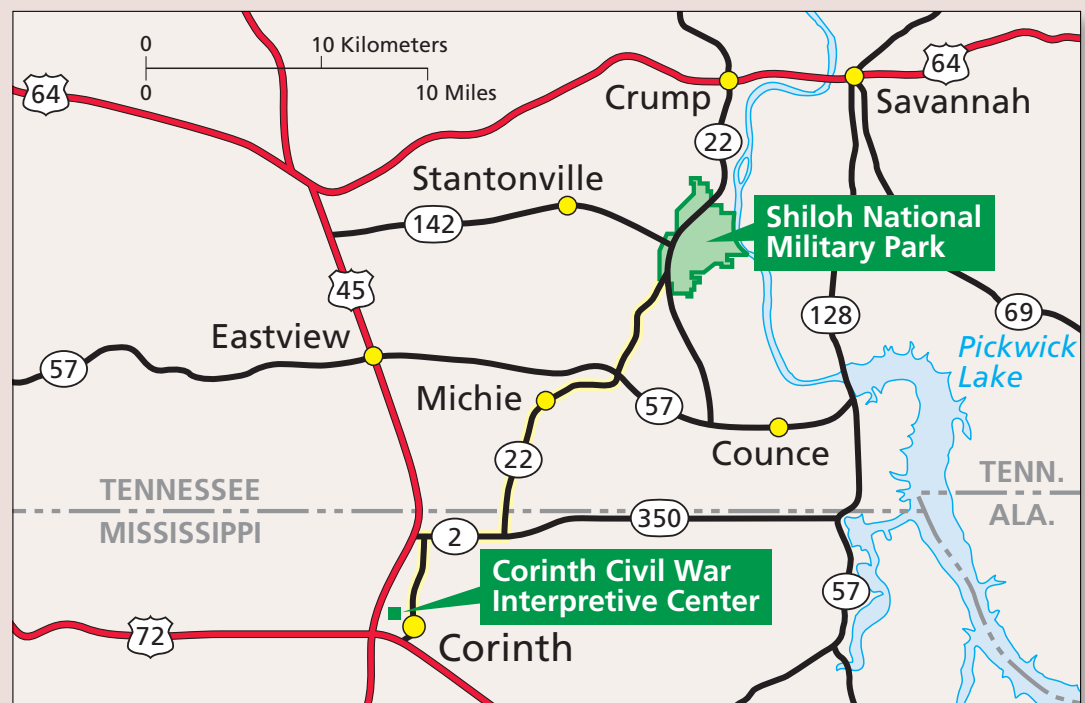 0
10 Kilometers
0
10 Miles
64
64
Crump
Savannah
22
Stantonville
142
Shiloh National
Military Park
45
128
69
Eastview
57
Pickwick
Lake
Michie
57
Counce
22
TENNESSEE
MISSISSIPPI
TENN.
ALA.
350
2
Corinth Civil War
Interpretive Center
57
72
Corinth